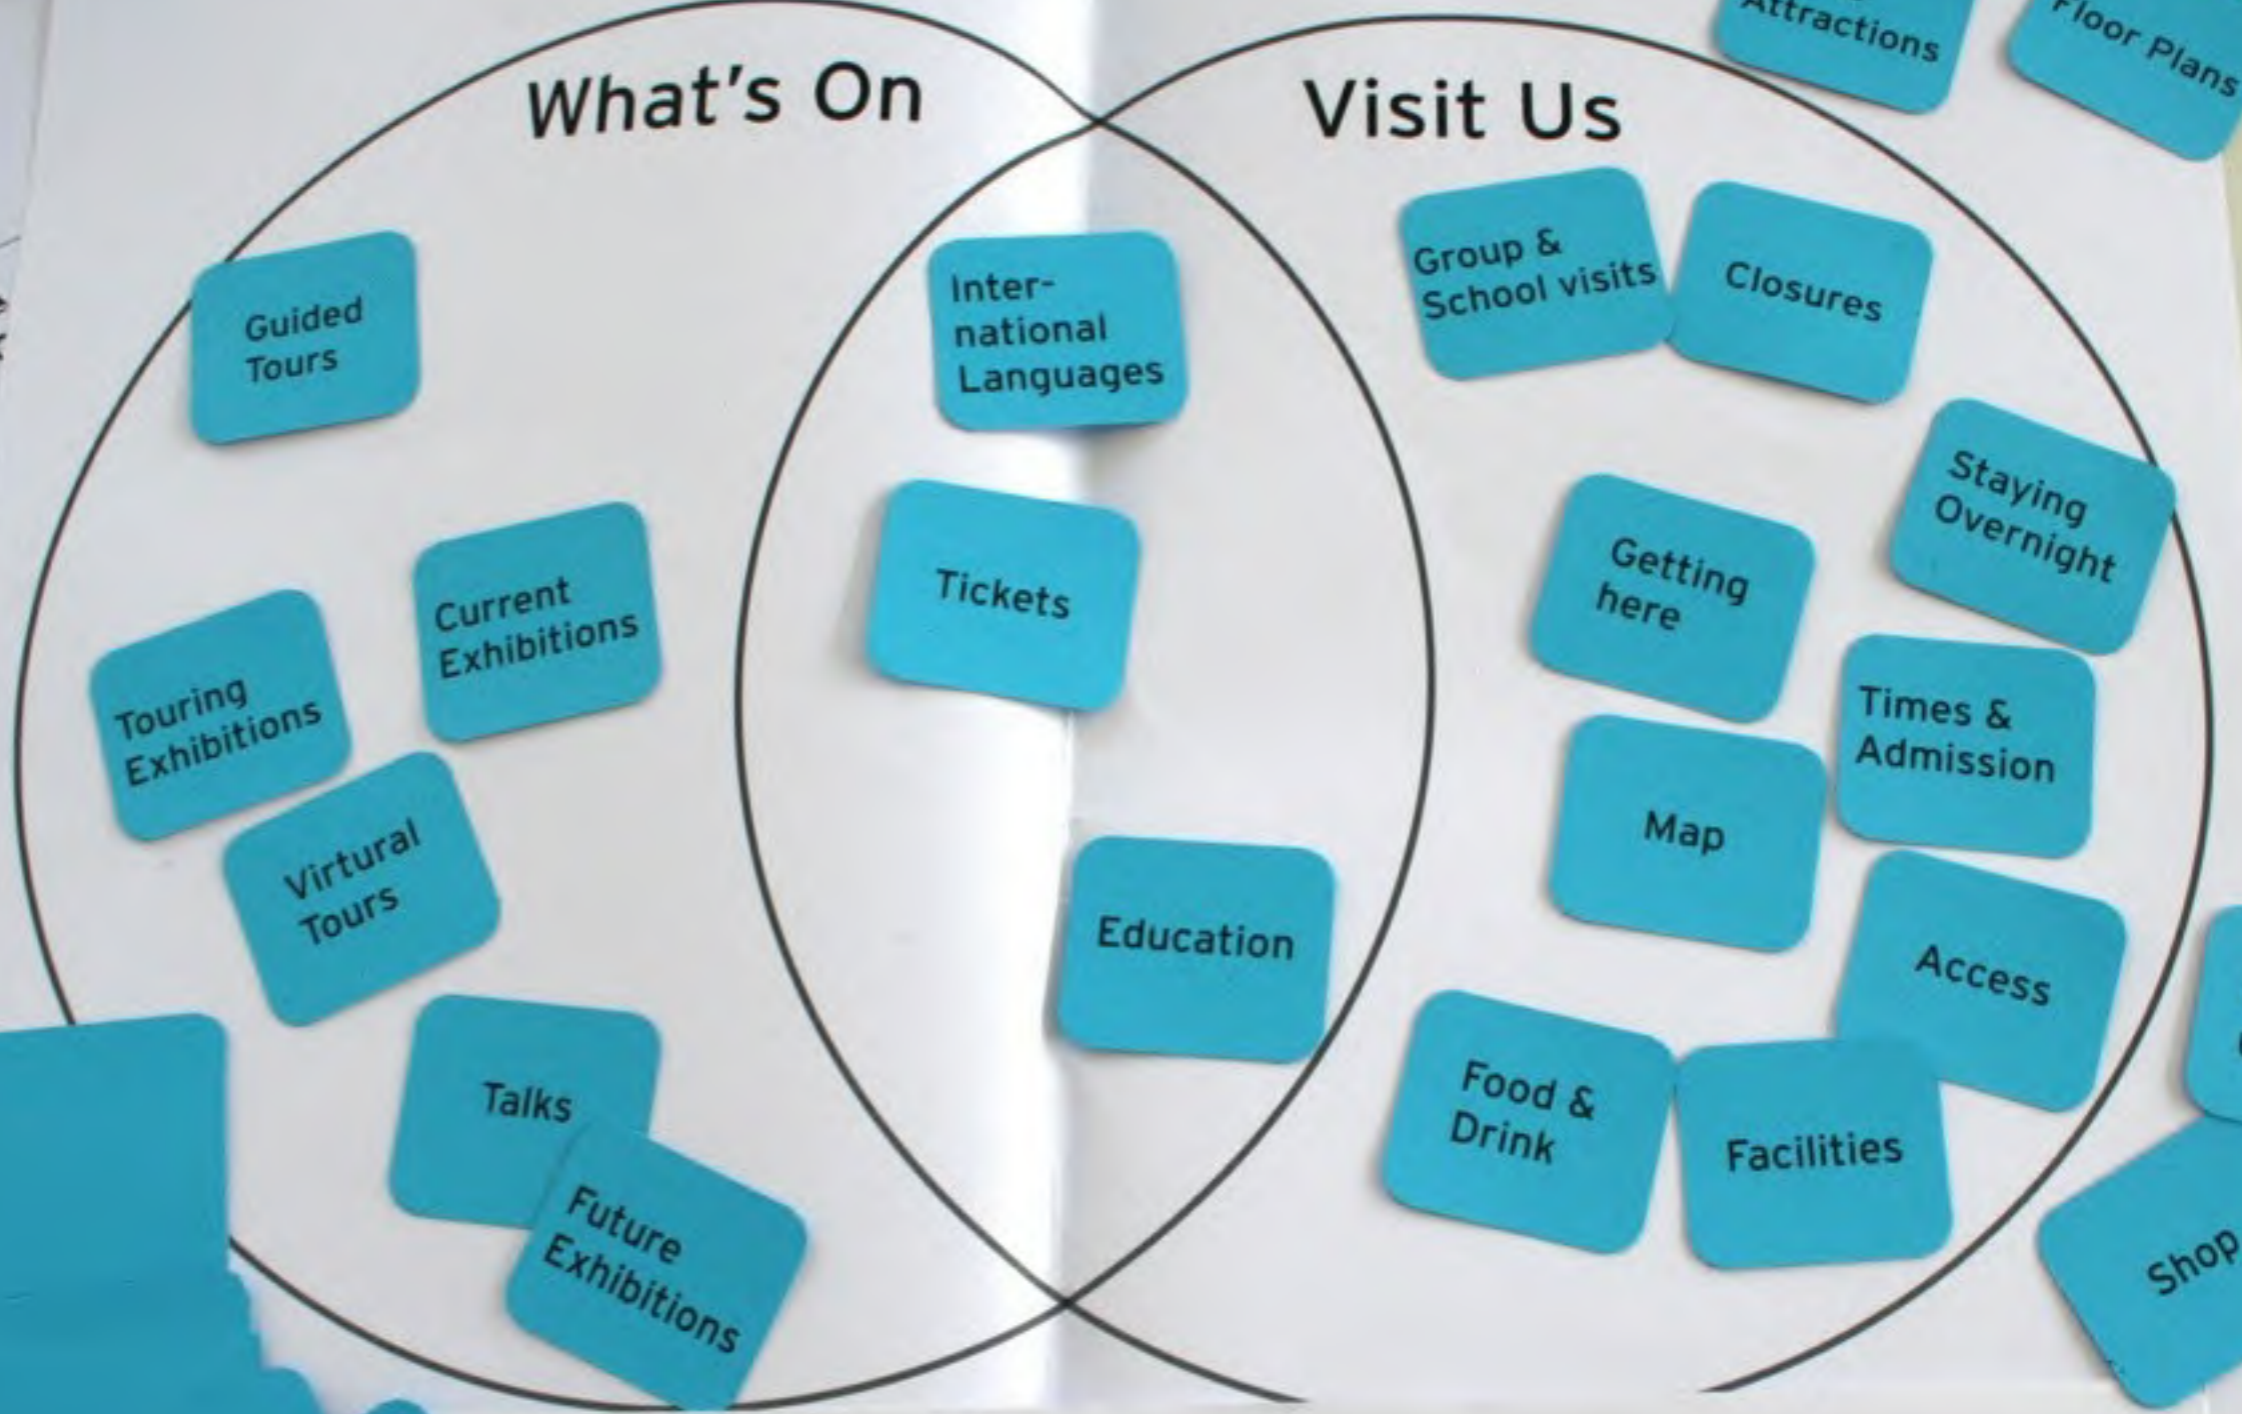 What's On
Visit Us
Attractions
Floor Plans
Guided
Tours
Inter-
national
Languages
Group &
School visits
Closures
Staying
Overnight
Tickets
Getting
here
Current
Exhibitions
Touring
Exhibitions
Times &
Admission
Map
Virtural
Tours
Education
Access
Talks
Food &
Drink
Facilities
Future
Exhibitions
Shop